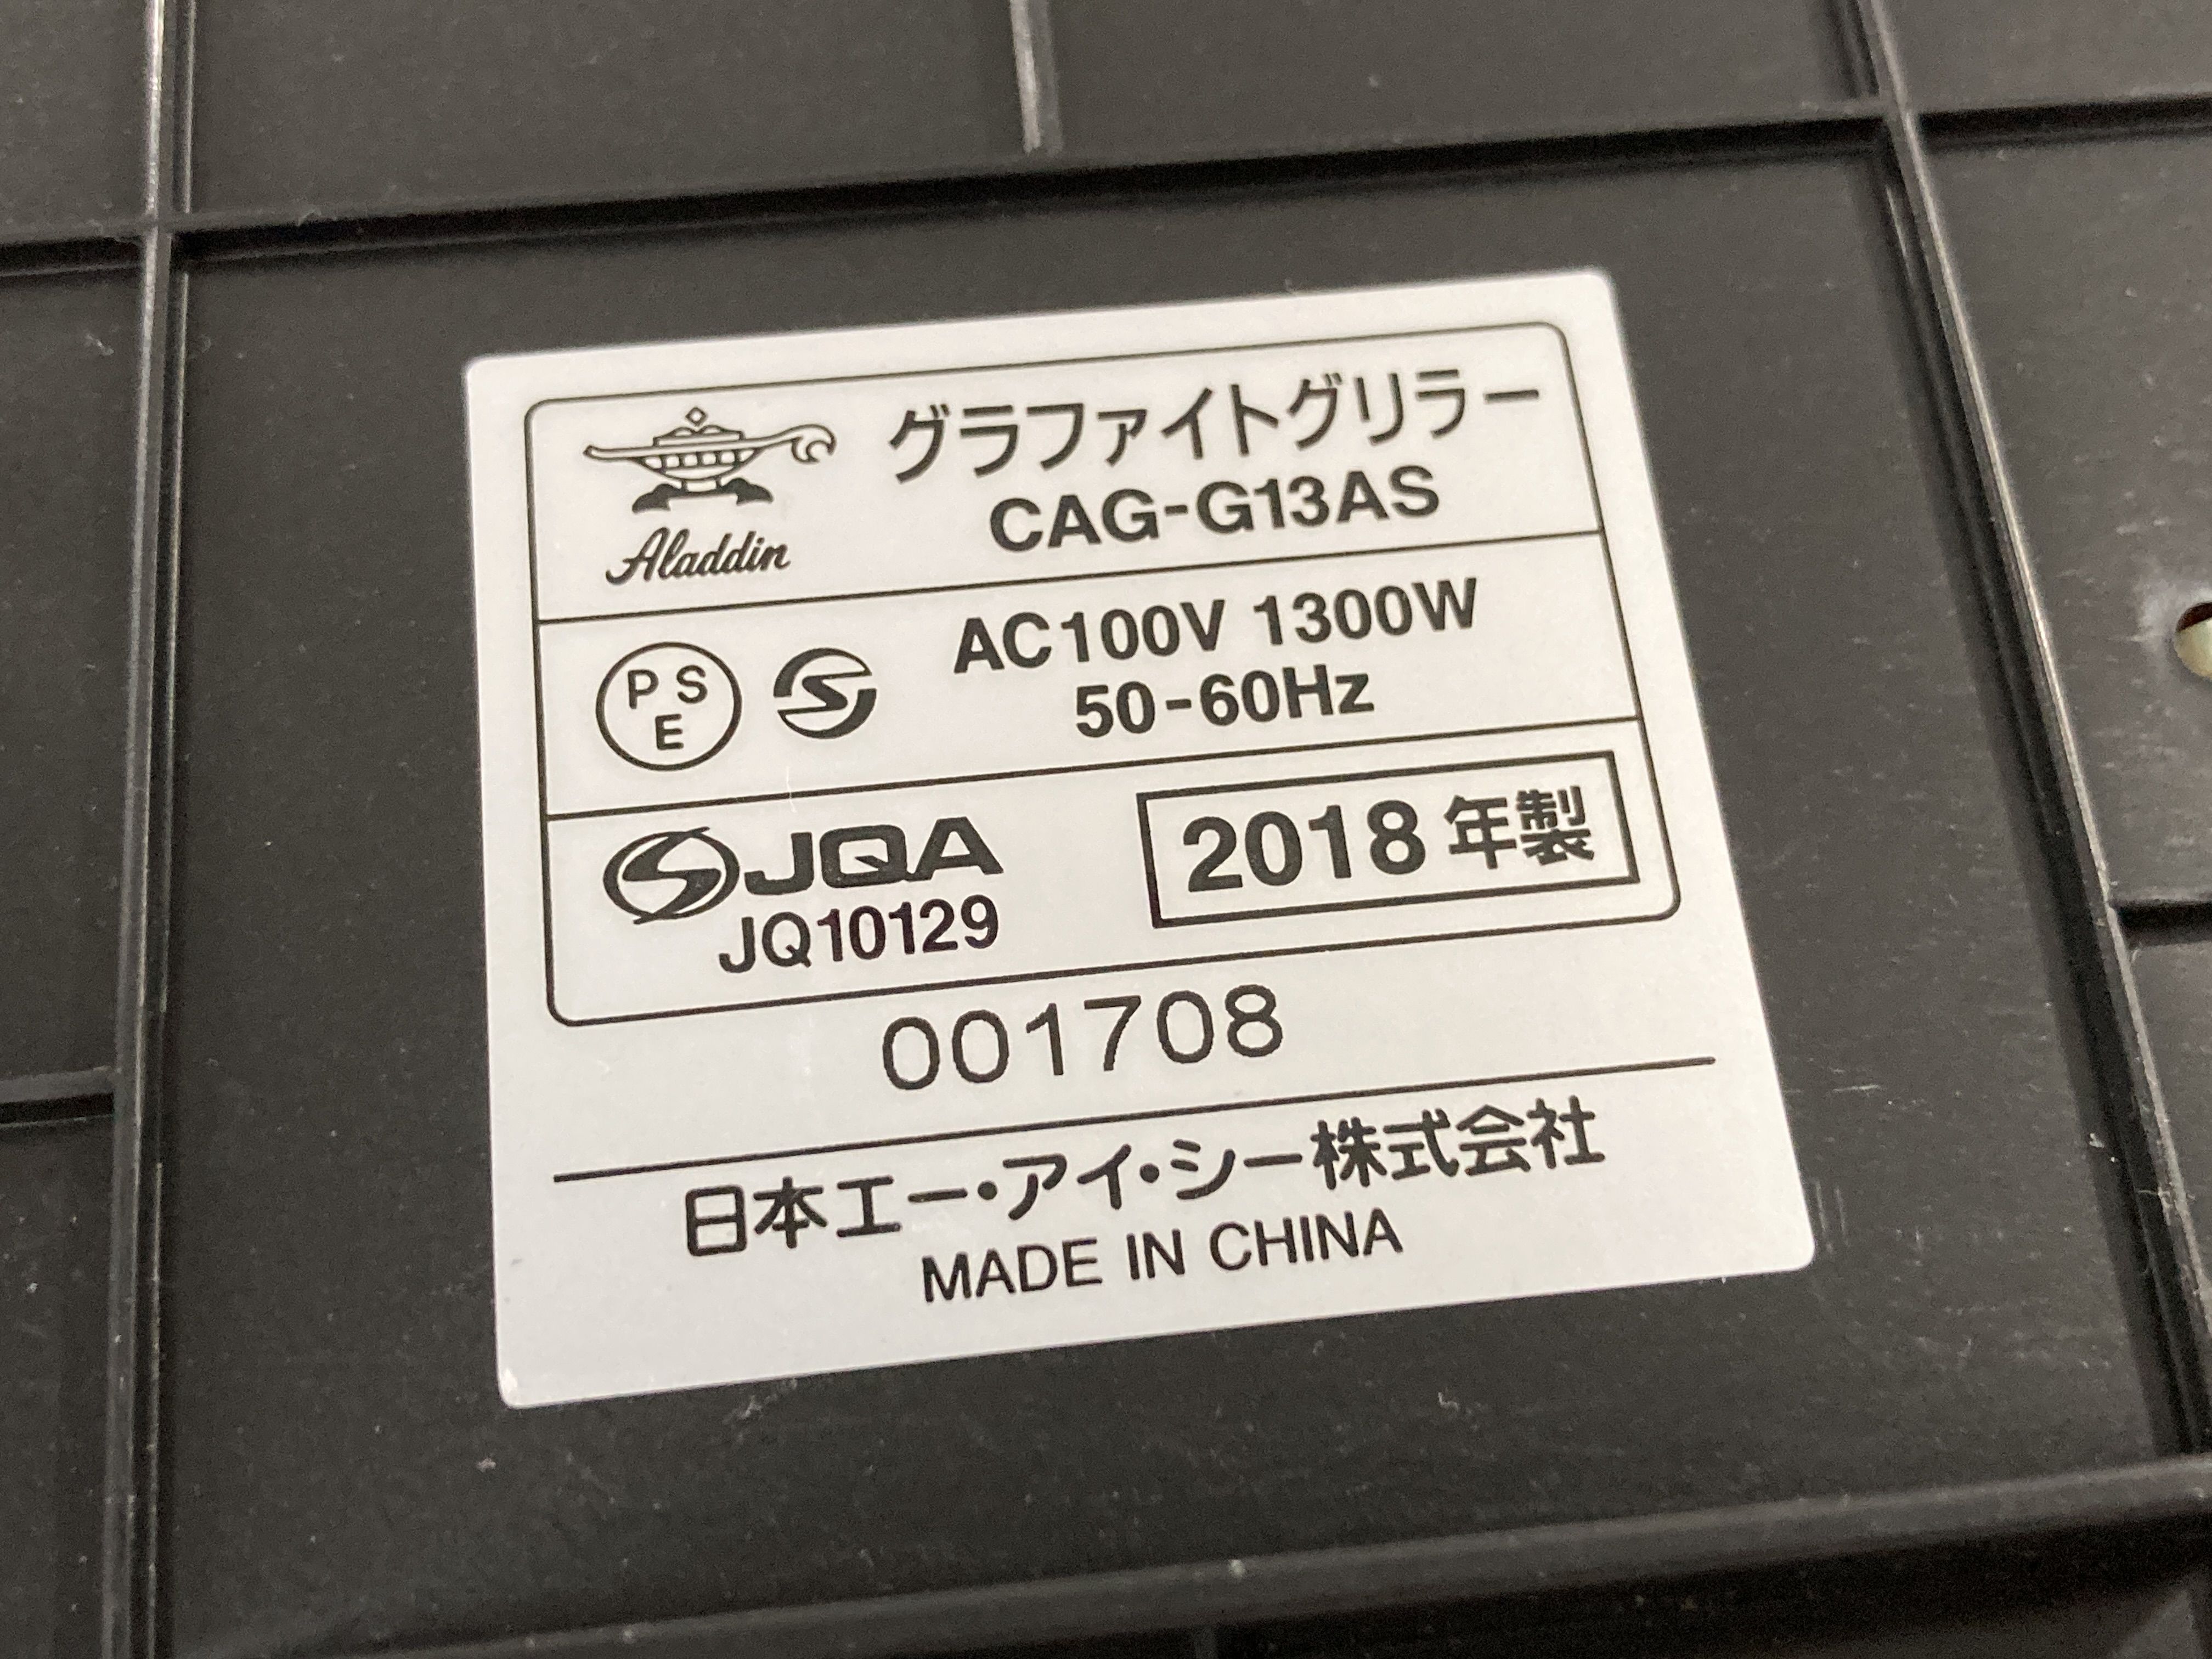 Aladdin
グラファイトグリラー
CAG-G13AS
PSE
AC100V 1300W
50-60Hz
JQA
JQ10129
2018年製
001708
日本エー・アイ・シー株式会社
MADE IN CHINA